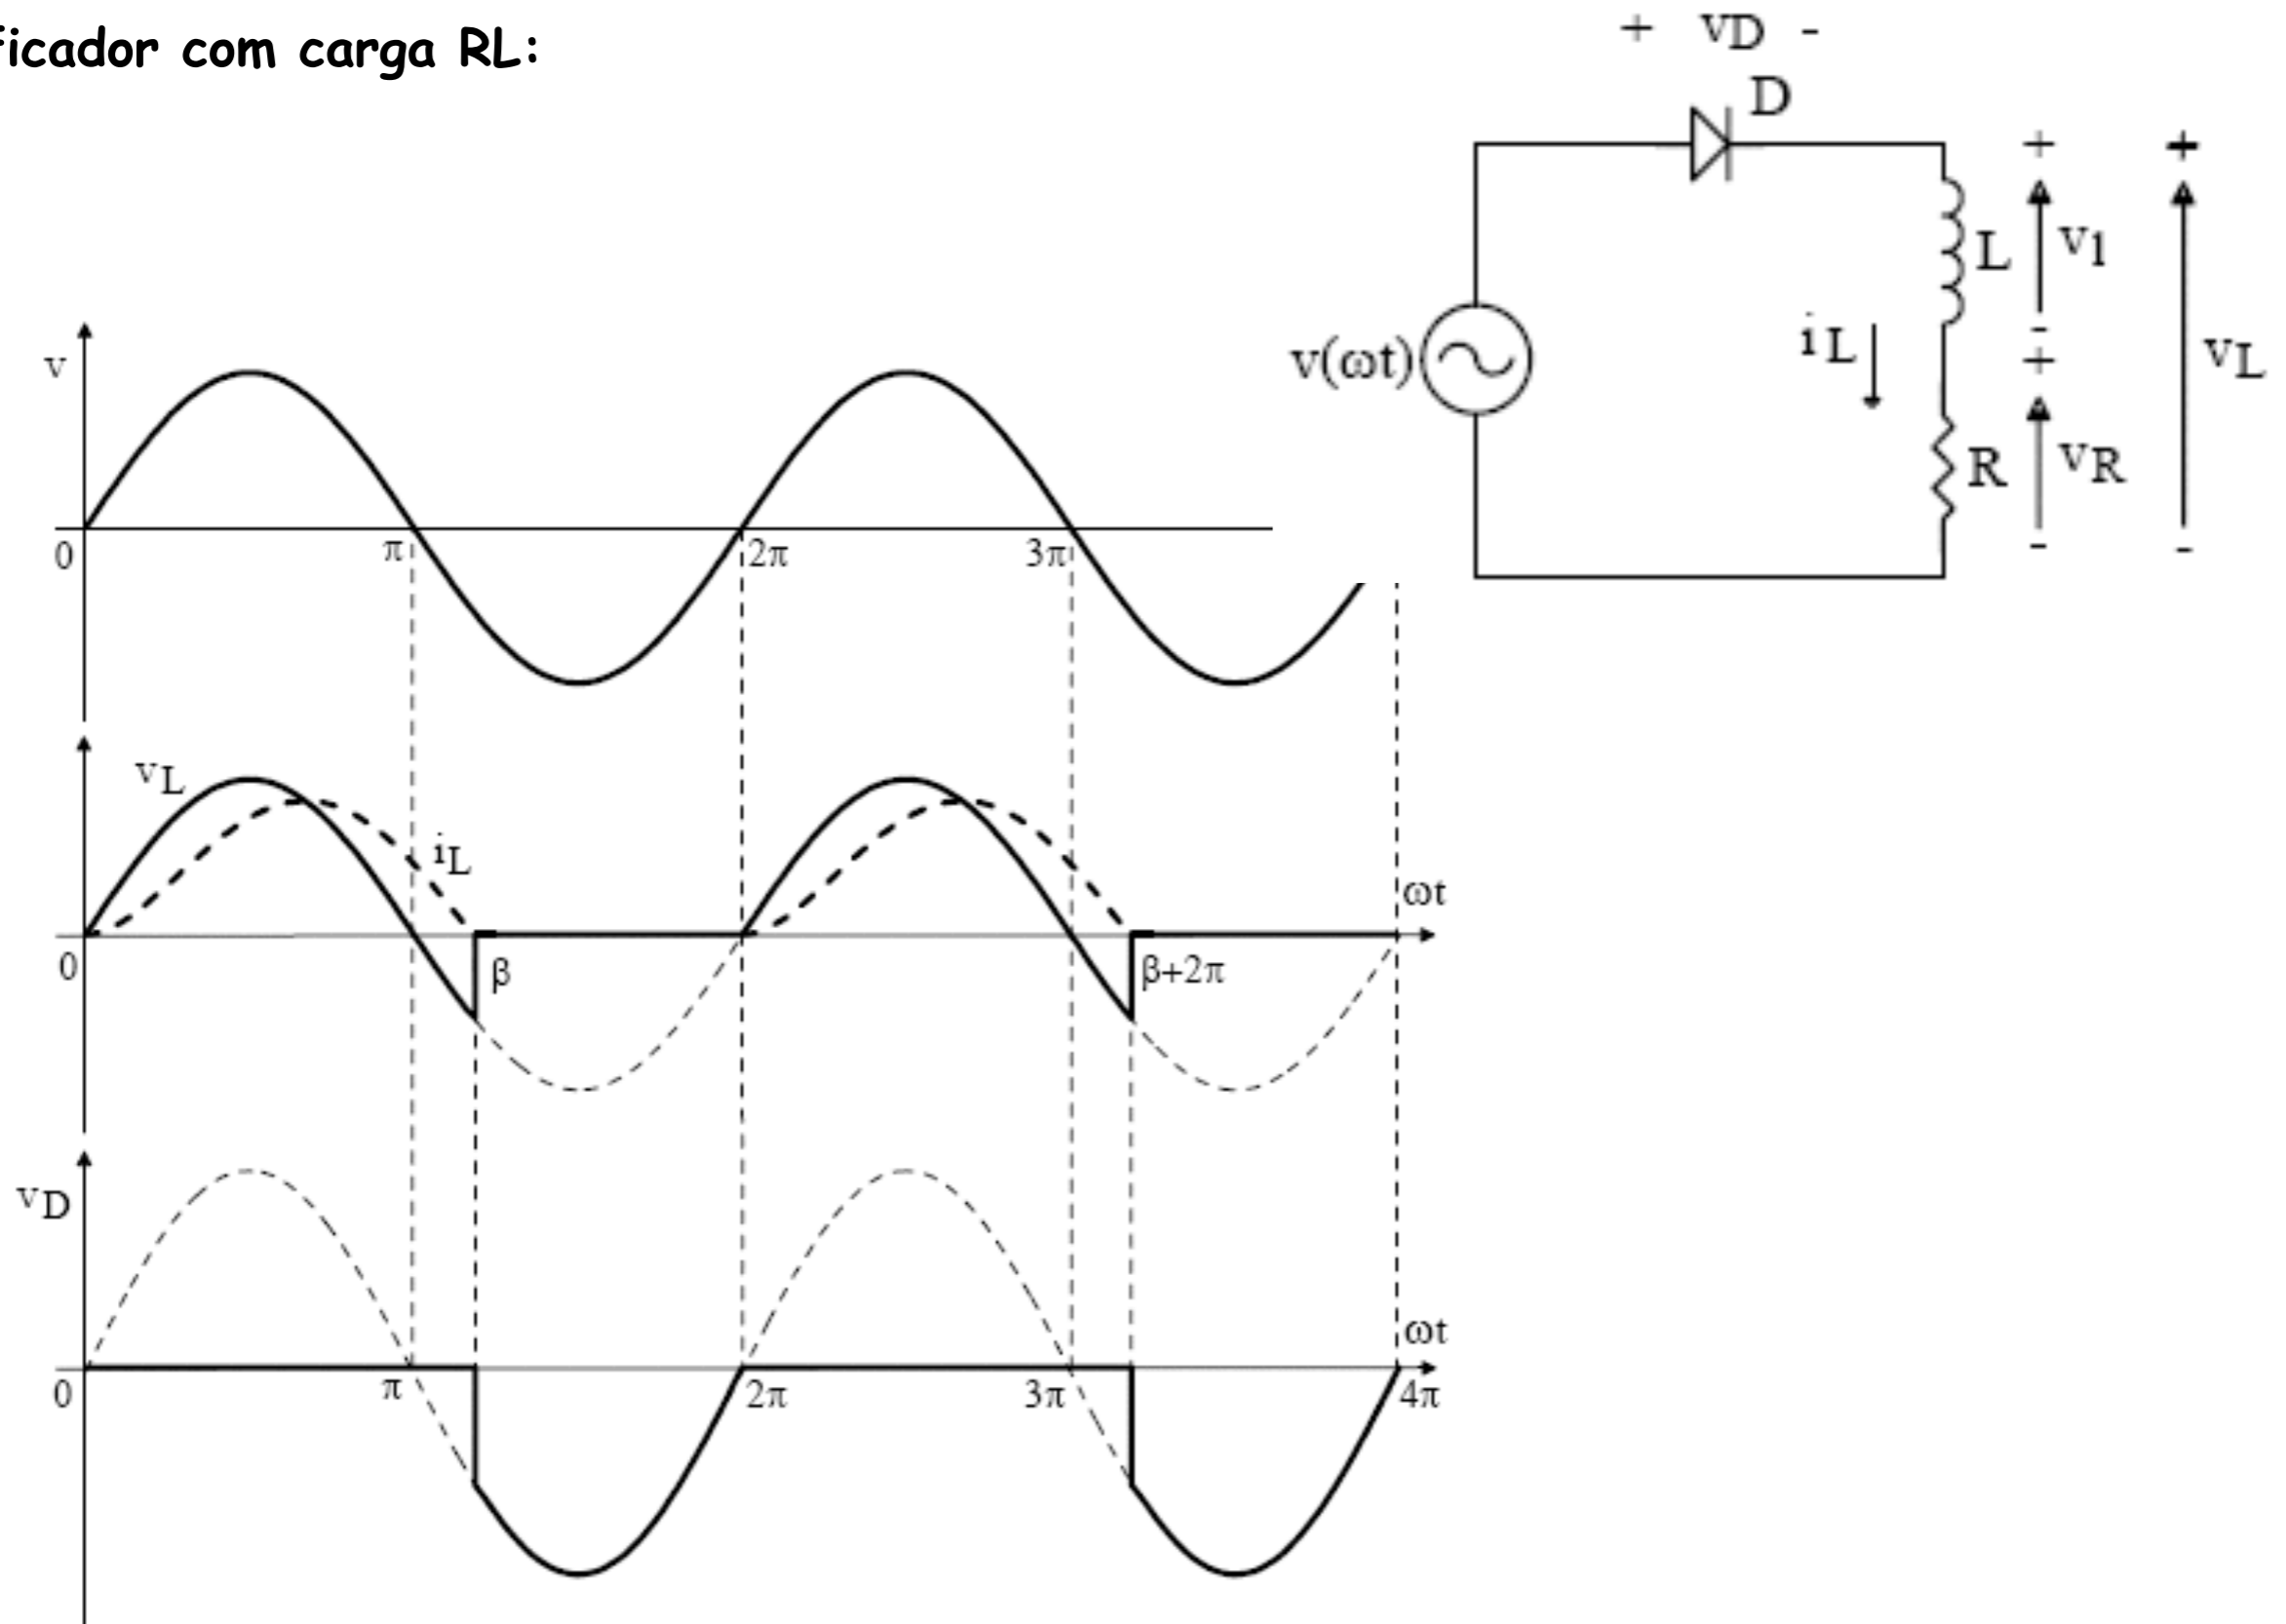 ficador com carga RL:
+ vD -
D
+ +
L v1
-
v(ωt) iL + vL
R vR
- -
v
0 π 2π 3π
vL
iL
ωt
0 β β+2π
vD
ωt
0 π 2π 3π 4π